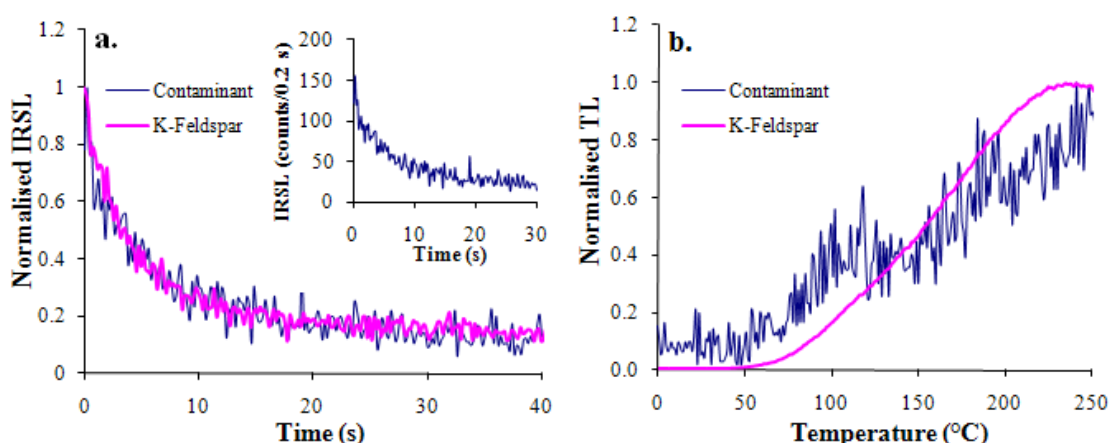 a.
Normalised IRSL
1.2
1
0.8
0.6
0.4
0.2
0
Contaminant
K-Feldspar
0
10
20
30
40
Time (s)
IRSL (counts/0.2 s)
200
150
100
50
0
0
10
20
30
Time (s)
b.
Normalised TL
1.2
1.0
0.8
0.6
0.4
0.2
0.0
Contaminant
K-Feldspar
0
50
100
150
200
250
Temperature (°C)